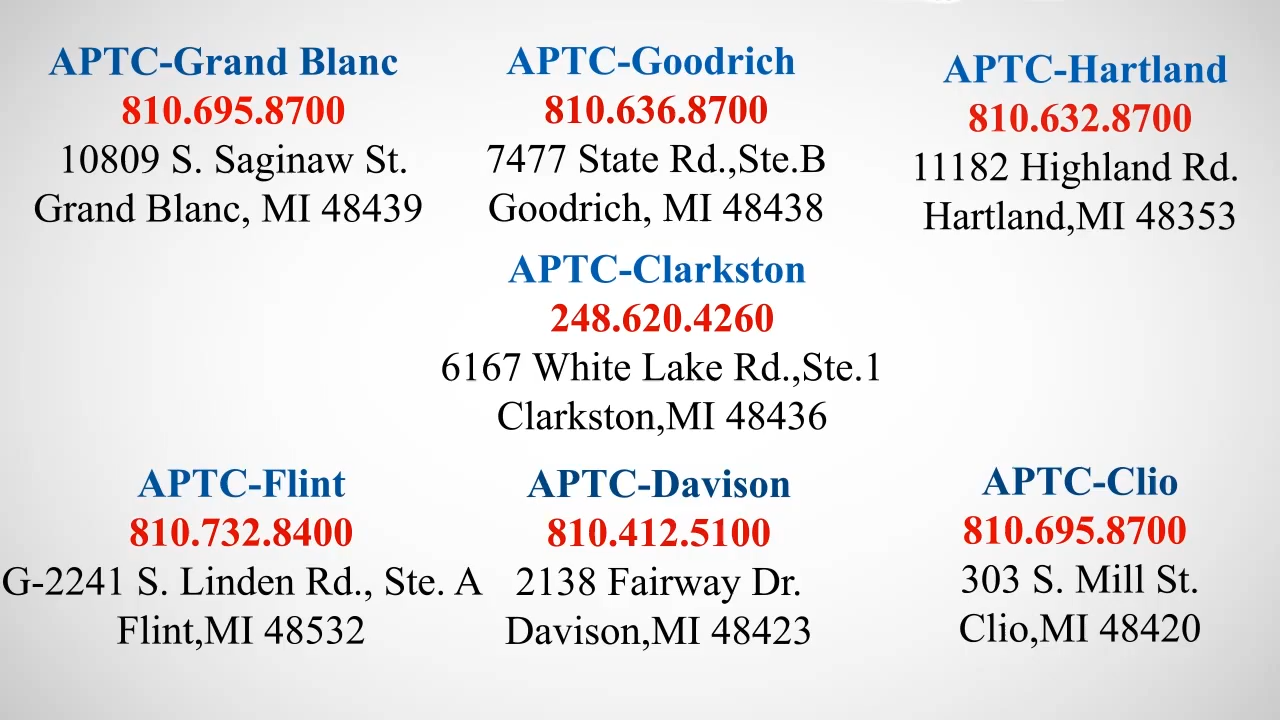 APTC-Grand Blanc
810.695.8700
10809 S. Saginaw St.
Grand Blanc, MI 48439
APTC-Goodrich
810.636.8700
7477 State Rd.,Ste.B
Goodrich, MI 48438
APTC-Hartland
810.632.8700
11182 Highland Rd.
Hartland,MI 48353
APTC-Clarkston
248.620.4260
6167 White Lake Rd.,Ste.1
Clarkston,MI 48436
APTC-Flint
810.732.8400
G-2241 S. Linden Rd., Ste. A
Flint,MI 48532
APTC-Davison
810.412.5100
2138 Fairway Dr.
Davison,MI 48423
APTC-Clio
810.695.8700
303 S. Mill St.
Clio,MI 48420